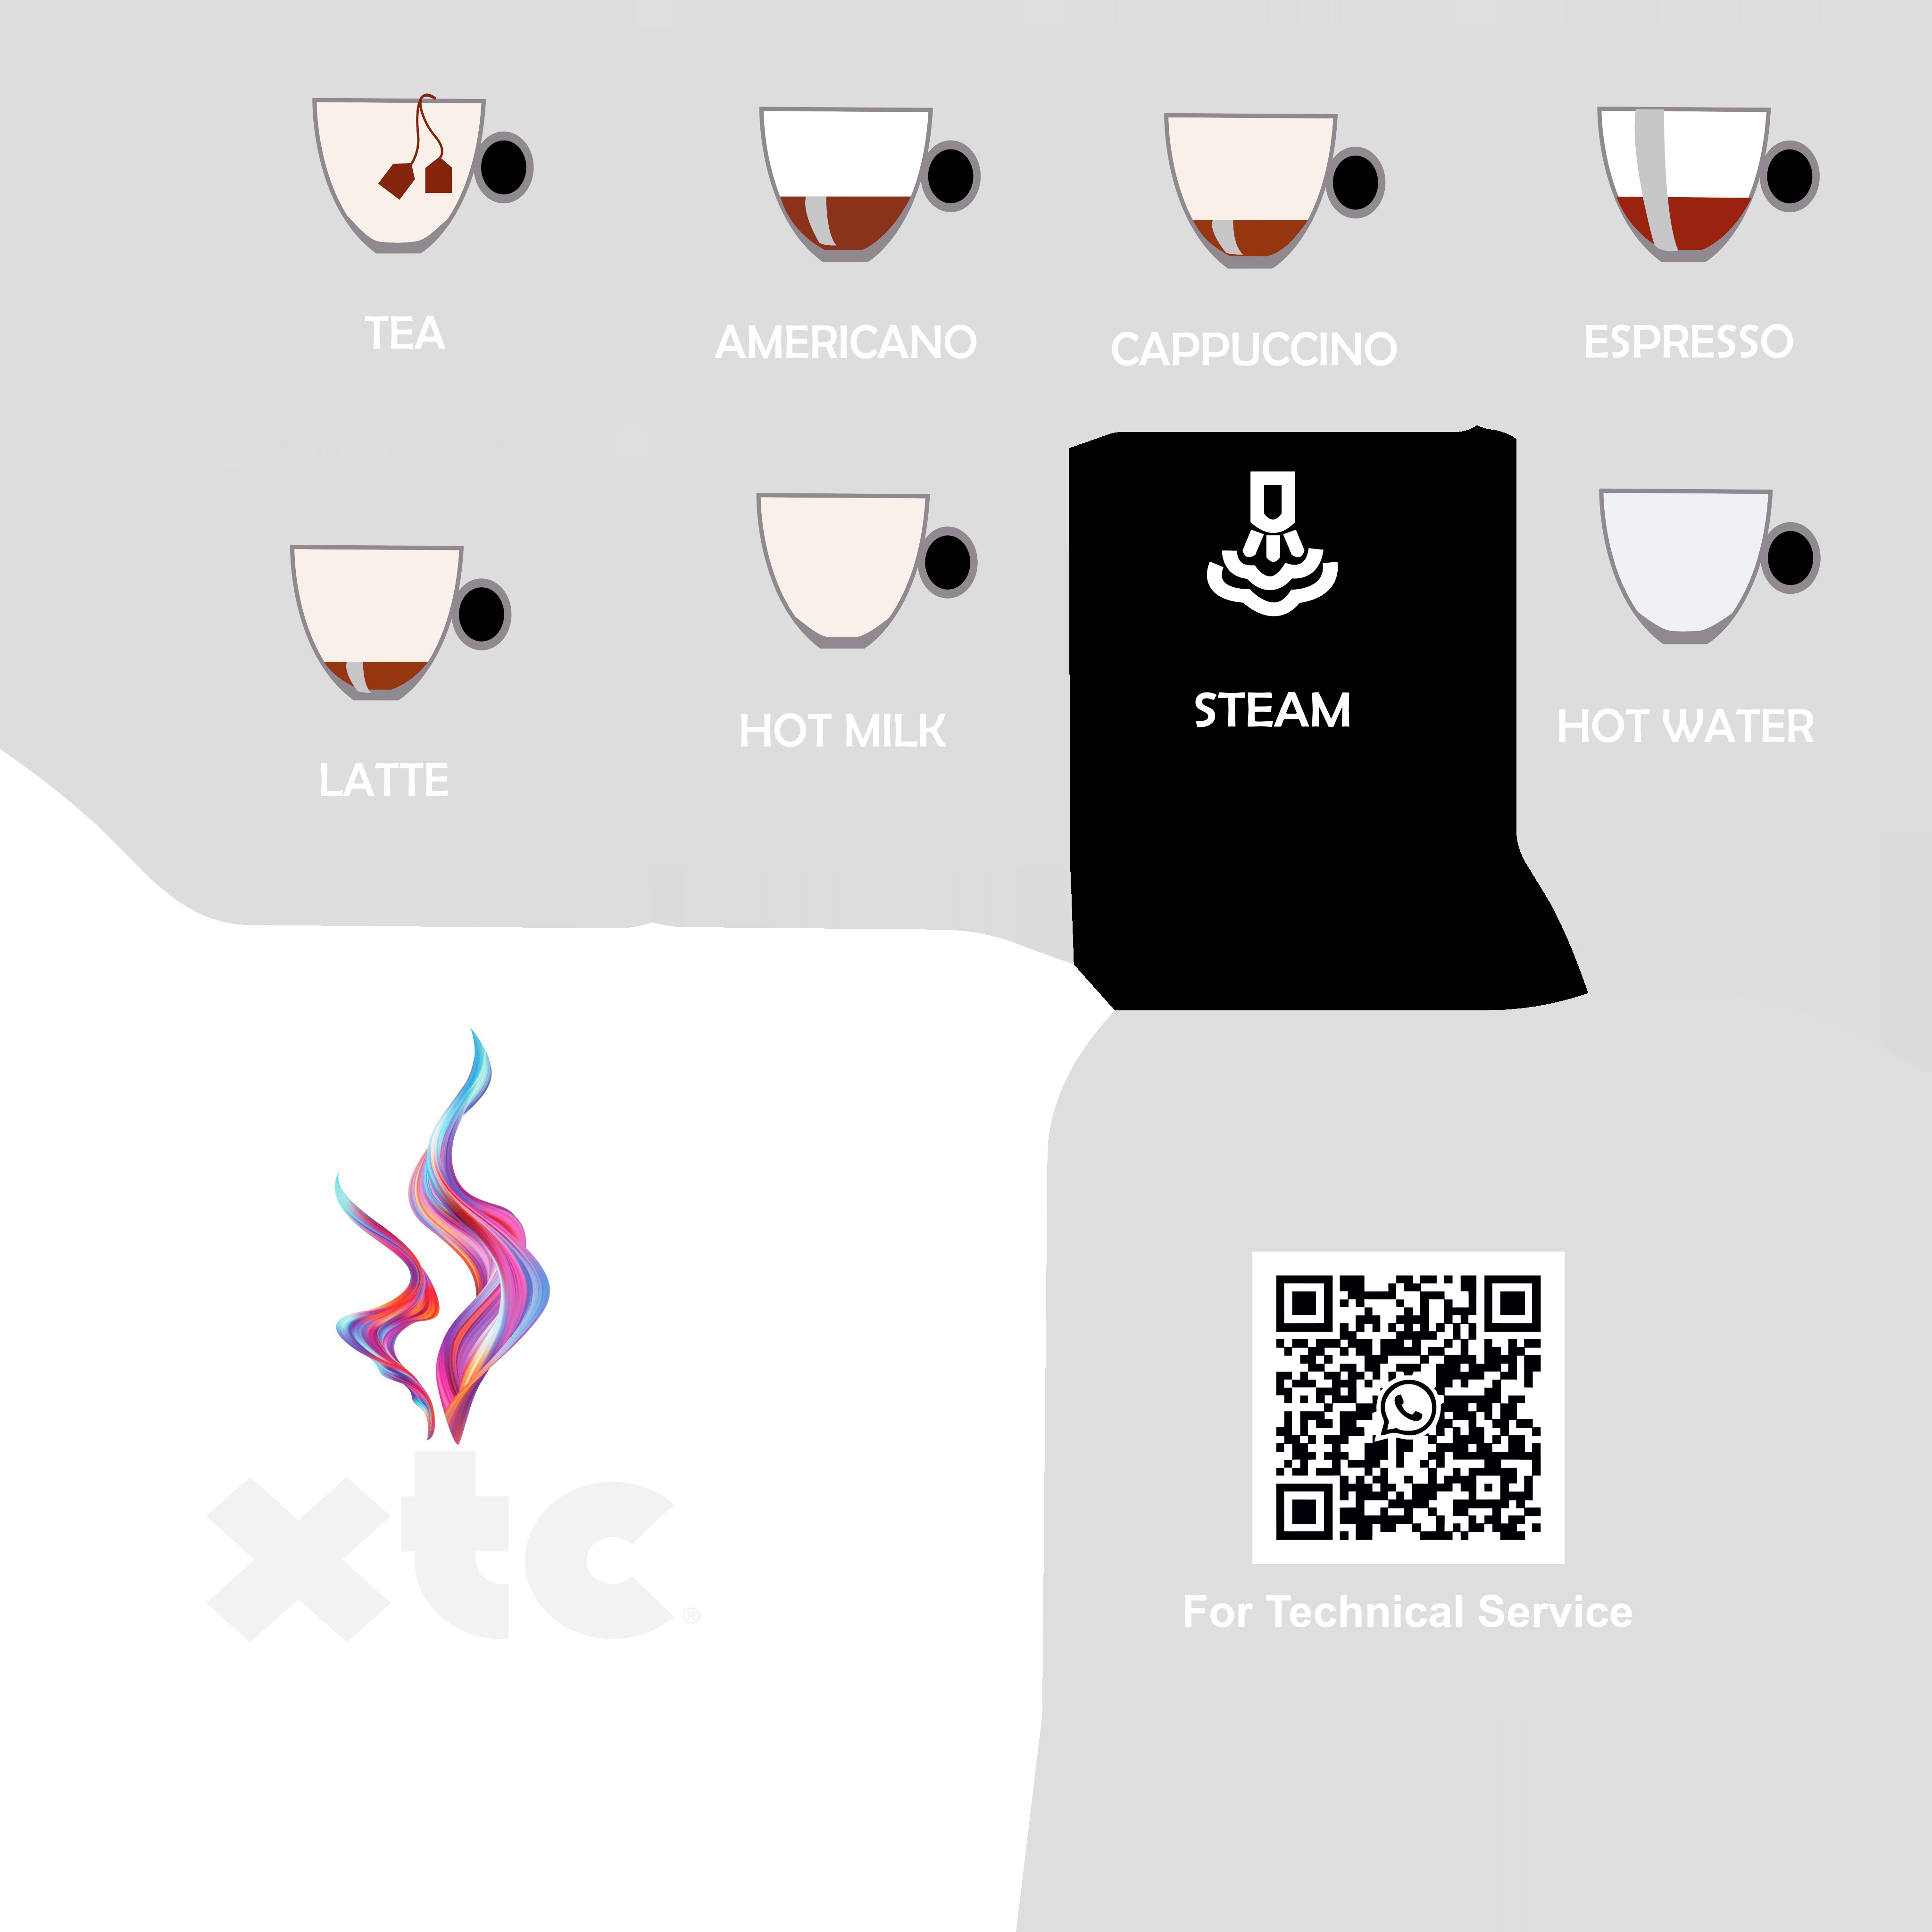 TEA
AMERICANO
CAPPUCCINO
ESPRESSO
LATTE
HOT MILK
STEAM
HOT WATER
xtc®
For Technical Service